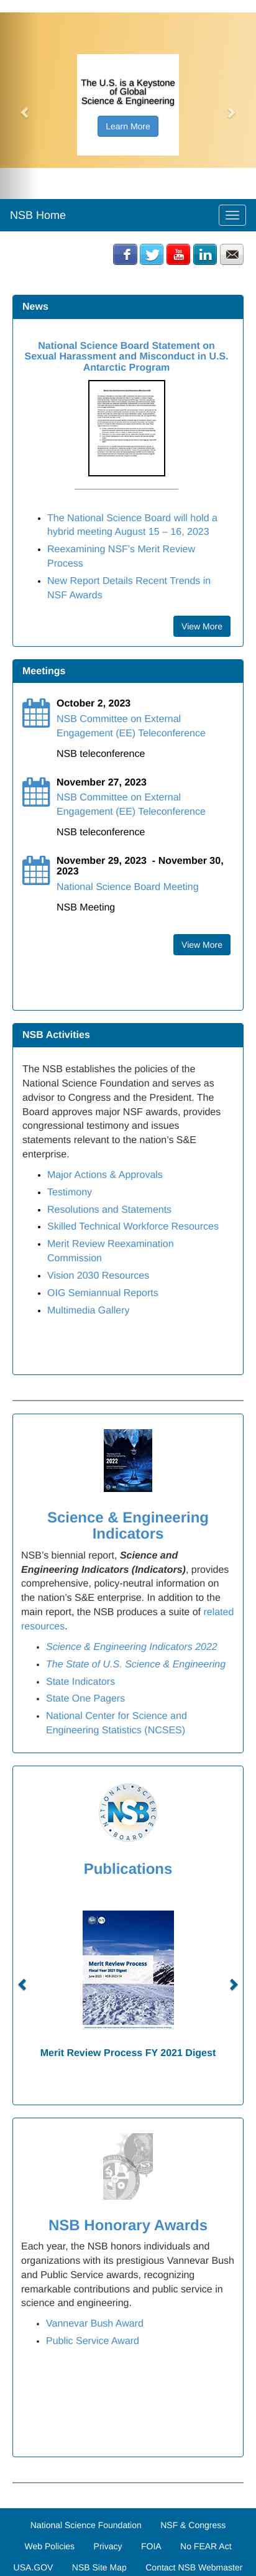 The U.S. is a Keystone
of Global
Science & Engineering
Learn More
NSB Home
News
National Science Board Statement on
Sexual Harassment and Misconduct in U.S.
Antarctic Program
The National Science Board will hold a
hybrid meeting August 15 – 16, 2023
Reexamining NSF's Merit Review
Process
New Report Details Recent Trends in
NSF Awards
View More
Meetings
October 2, 2023
NSB Committee on External
Engagement (EE) Teleconference
NSB teleconference
November 27, 2023
NSB Committee on External
Engagement (EE) Teleconference
NSB teleconference
November 29, 2023 - November 30,
2023
National Science Board Meeting
NSB Meeting
View More
NSB Activities
The NSB establishes the policies of the
National Science Foundation and serves as
advisor to Congress and the President. The
Board approves major NSF awards, provides
congressional testimony and issues
statements relevant to the nation's S&E
enterprise.
Major Actions & Approvals
Testimony
Resolutions and Statements
Skilled Technical Workforce Resources
Merit Review Reexamination
Commission
Vision 2030 Resources
OIG Semiannual Reports
Multimedia Gallery
2022
Science & Engineering
Indicators
NSB's biennial report, Science and
Engineering Indicators (Indicators), provides
comprehensive, policy-neutral information on
the nation's S&E enterprise. In addition to the
main report, the NSB produces a suite of related
resources.
Science & Engineering Indicators 2022
The State of U.S. Science & Engineering
State Indicators
State One Pagers
National Center for Science and
Engineering Statistics (NCSES)
NATIONAL SCIENCE
NSB
BOARD
Publications
Merit Review Process
Fiscal Year 2021 Digest
Merit Review Process FY 2021 Digest
NSB Honorary Awards
Each year, the NSB honors individuals and
organizations with its prestigious Vannevar Bush
and Public Service awards, recognizing
remarkable contributions and public service in
science and engineering.
Vannevar Bush Award
Public Service Award
National Science Foundation NSF & Congress
Web Policies Privacy FOIA No FEAR Act
USA.GOV NSB Site Map Contact NSB Webmaster